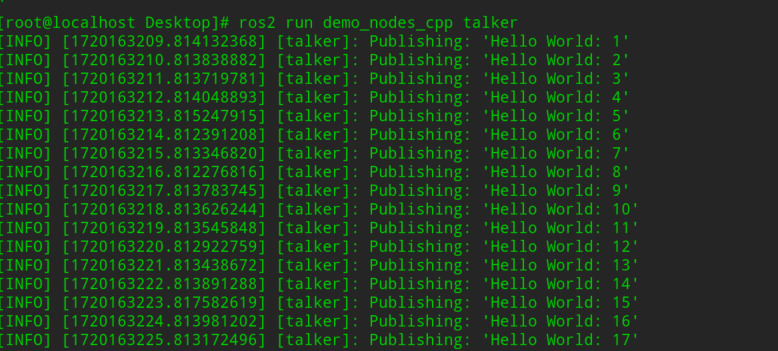 [root@localhost Desktop]# ros2 run demo_nodes_cpp talker
[INFO] [1720163209.814132368] [talker]: Publishing: 'Hello World: 1'
[INFO] [1720163210.813838882] [talker]: Publishing: 'Hello World: 2'
[INFO] [1720163211.813719781] [talker]: Publishing: 'Hello World: 3'
[INFO] [1720163212.814048893] [talker]: Publishing: 'Hello World: 4'
[INFO] [1720163213.815247915] [talker]: Publishing: 'Hello World: 5'
[INFO] [1720163214.812391208] [talker]: Publishing: 'Hello World: 6'
[INFO] [1720163215.813346820] [talker]: Publishing: 'Hello World: 7'
[INFO] [1720163216.812276816] [talker]: Publishing: 'Hello World: 8'
[INFO] [1720163217.813783745] [talker]: Publishing: 'Hello World: 9'
[INFO] [1720163218.813626244] [talker]: Publishing: 'Hello World: 10'
[INFO] [1720163219.813545848] [talker]: Publishing: 'Hello World: 11'
[INFO] [1720163220.812922759] [talker]: Publishing: 'Hello World: 12'
[INFO] [1720163221.813438672] [talker]: Publishing: 'Hello World: 13'
[INFO] [1720163222.813891288] [talker]: Publishing: 'Hello World: 14'
[INFO] [1720163223.817582619] [talker]: Publishing: 'Hello World: 15'
[INFO] [1720163224.813981202] [talker]: Publishing: 'Hello World: 16'
[INFO] [1720163225.813172496] [talker]: Publishing: 'Hello World: 17'